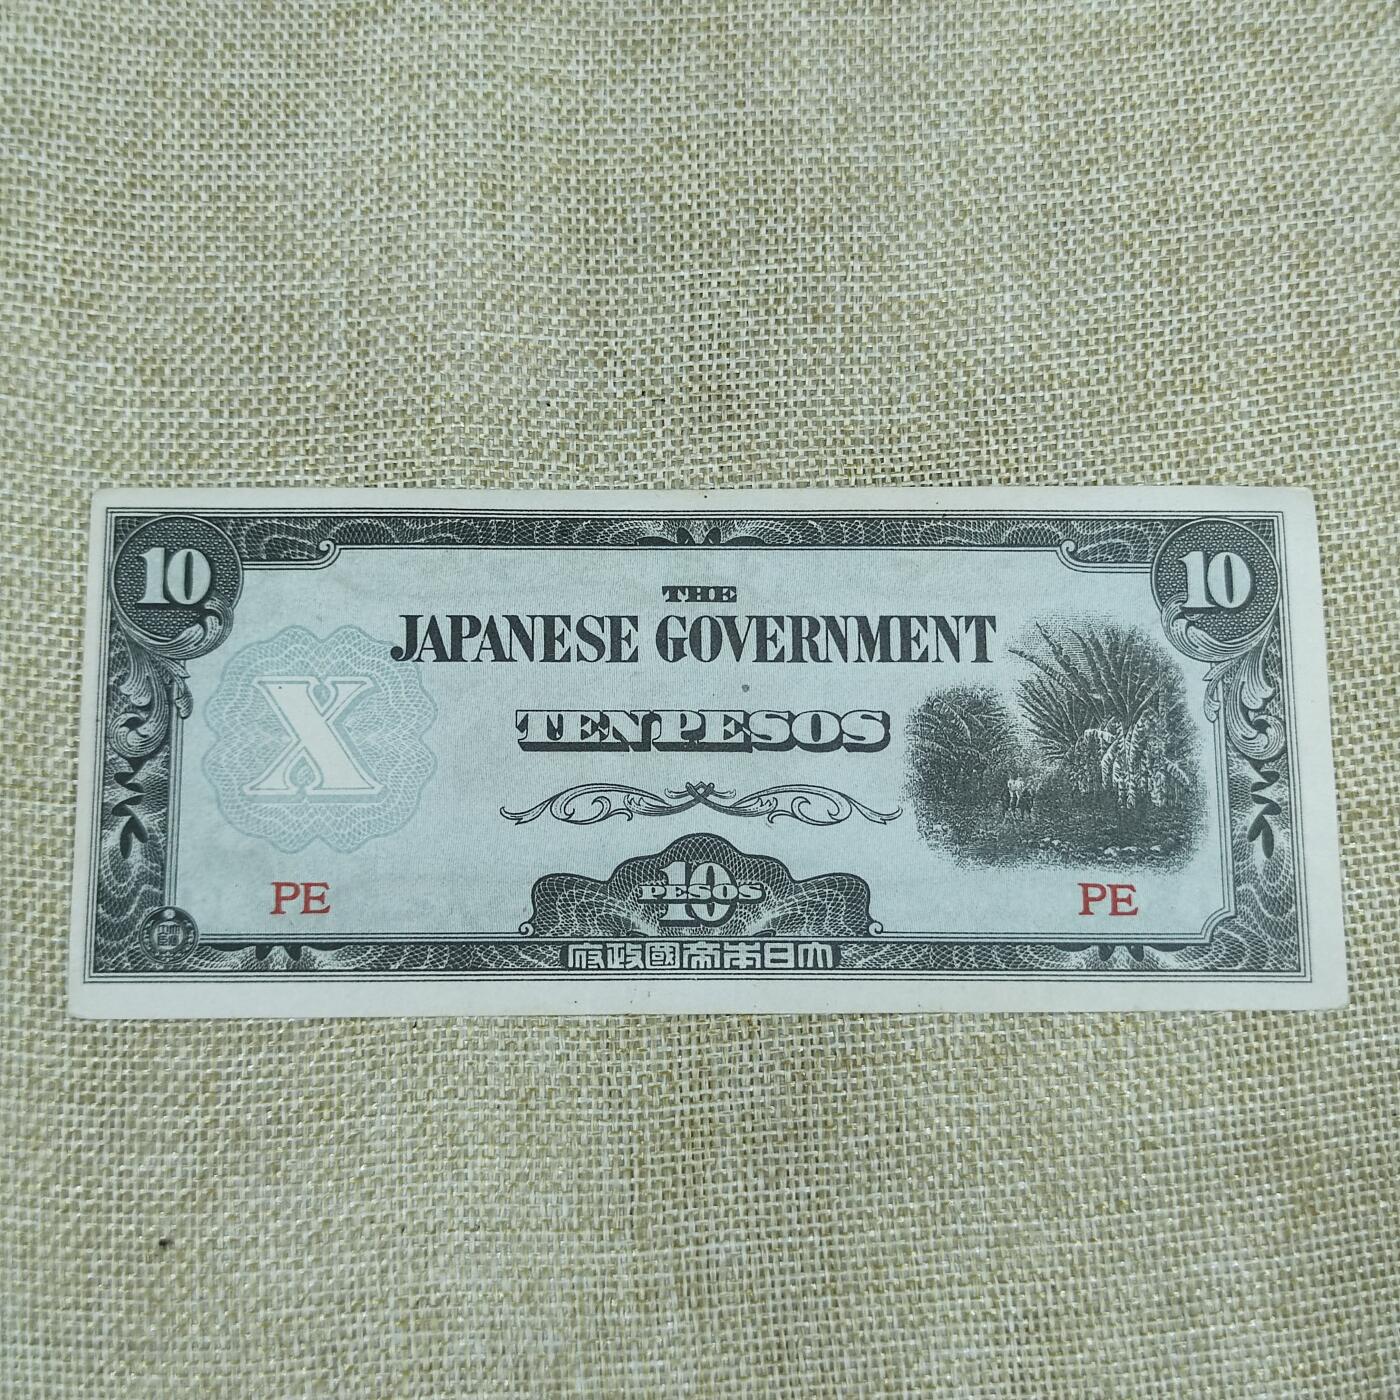 10
10
THE
JAPANESE GOVERNMENT
X
TEN PESOS
PE
PE
10
PESOS
府政國帝本日大